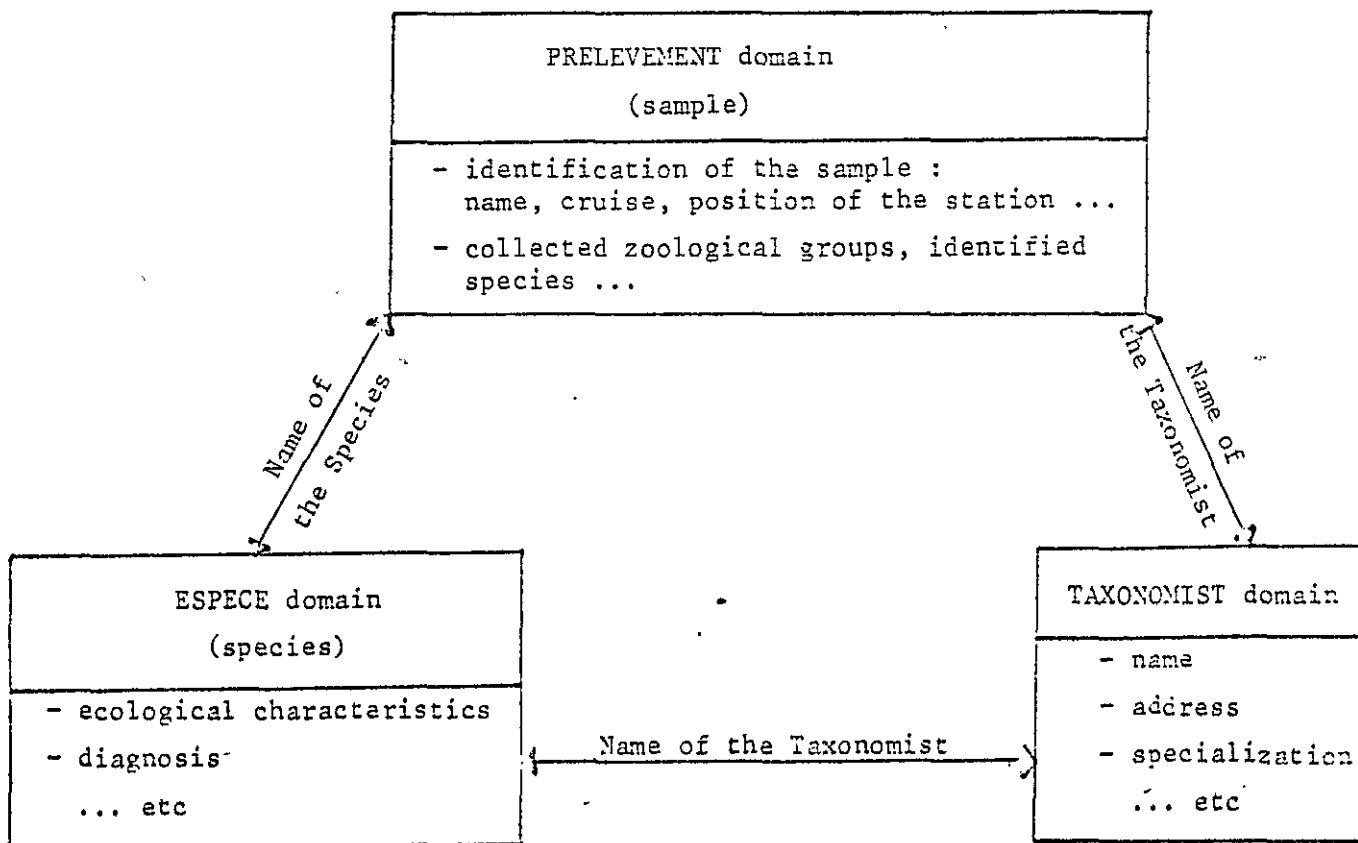 PRELEVEMENT domain
(sample)
- identification of the sample :
name, cruise, position of the station ...
- collected zoological groups, identified
species ...
Name of
the Species
Name of
the Taxonomist
ESPECE domain
(species)
- ecological characteristics
- diagnosis
... etc
Name of the Taxonomist
TAXONOMIST domain
- name
- address
- specialization
... etc